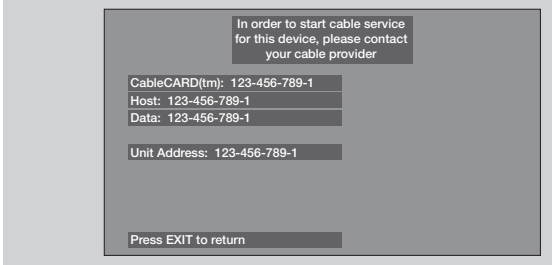 In order to start cable service
for this device, please contact
your cable provider
CableCARD(tm): 123-456-789-1
Host: 123-456-789-1
Data: 123-456-789-1
Unit Address: 123-456-789-1
Press EXIT to return